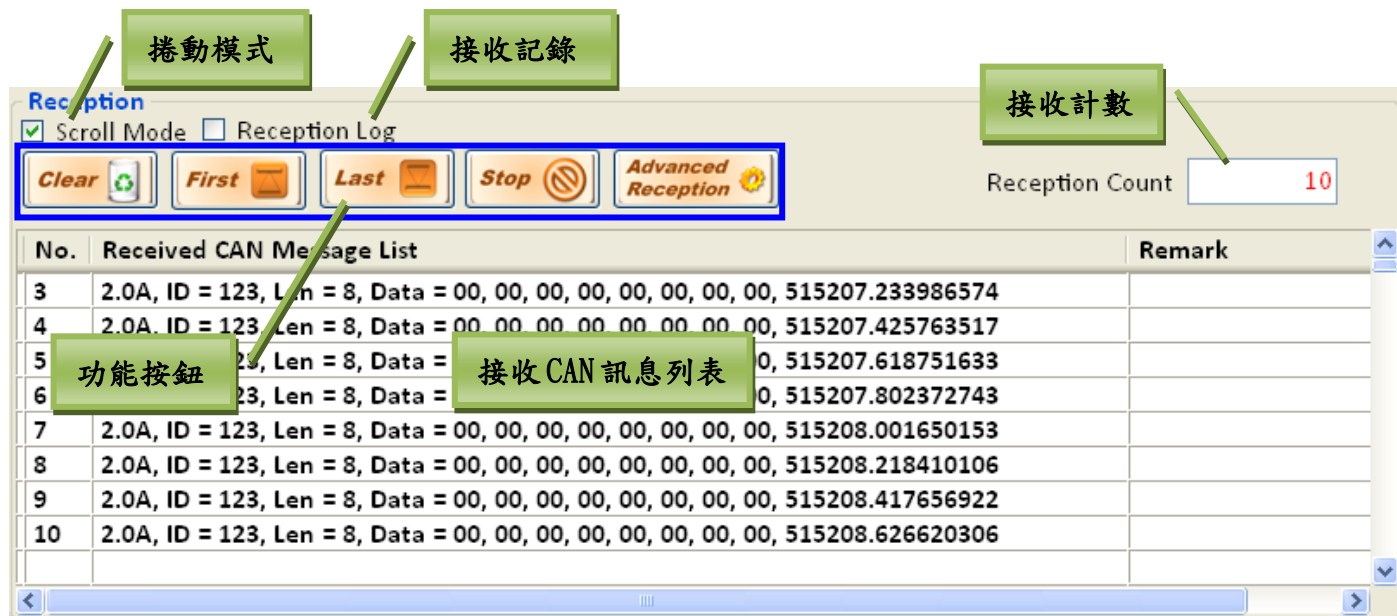 捲動模式
接收記錄
接收計數
Reception
Scroll Mode Reception Log
Clear First Last Stop Advanced Reception
Reception Count 10
No. Received CAN Message List Remark
3 2.0A, ID = 123, Len = 8, Data = 00, 00, 00, 00, 00, 00, 00, 00, 515207.233986574
4 2.0A, ID = 123, Len = 8, Data = 00, 00, 00, 00, 00, 00, 00, 00, 515207.425763517
5 23, Len = 8, Data = 0, 00, 515207.618751633
功能按鈕
接收CAN訊息列表
6 23, Len = 8, Data = 0, 00, 515207.802372743
7 2.0A, ID = 123, Len = 8, Data = 00, 00, 00, 00, 00, 00, 00, 00, 515208.001650153
8 2.0A, ID = 123, Len = 8, Data = 00, 00, 00, 00, 00, 00, 00, 00, 515208.218410106
9 2.0A, ID = 123, Len = 8, Data = 00, 00, 00, 00, 00, 00, 00, 00, 515208.417656922
10 2.0A, ID = 123, Len = 8, Data = 00, 00, 00, 00, 00, 00, 00, 00, 515208.626620306